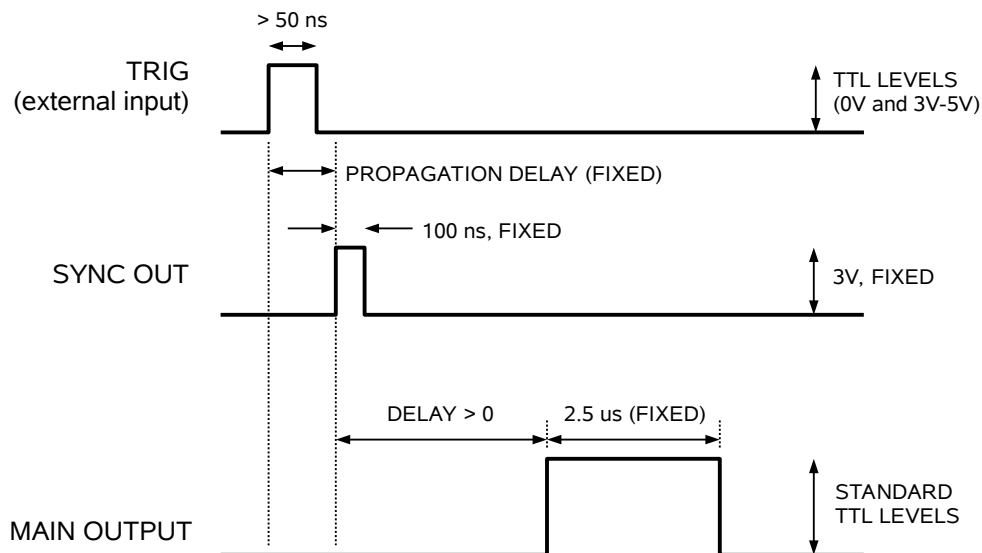 > 50 ns
TRIG
(external input)
TTL LEVELS
(0V and 3V-5V)
PROPAGATION DELAY (FIXED)
100 ns, FIXED
SYNC OUT
3V, FIXED
DELAY > 0
2.5 us (FIXED)
MAIN OUTPUT
STANDARD
TTL LEVELS